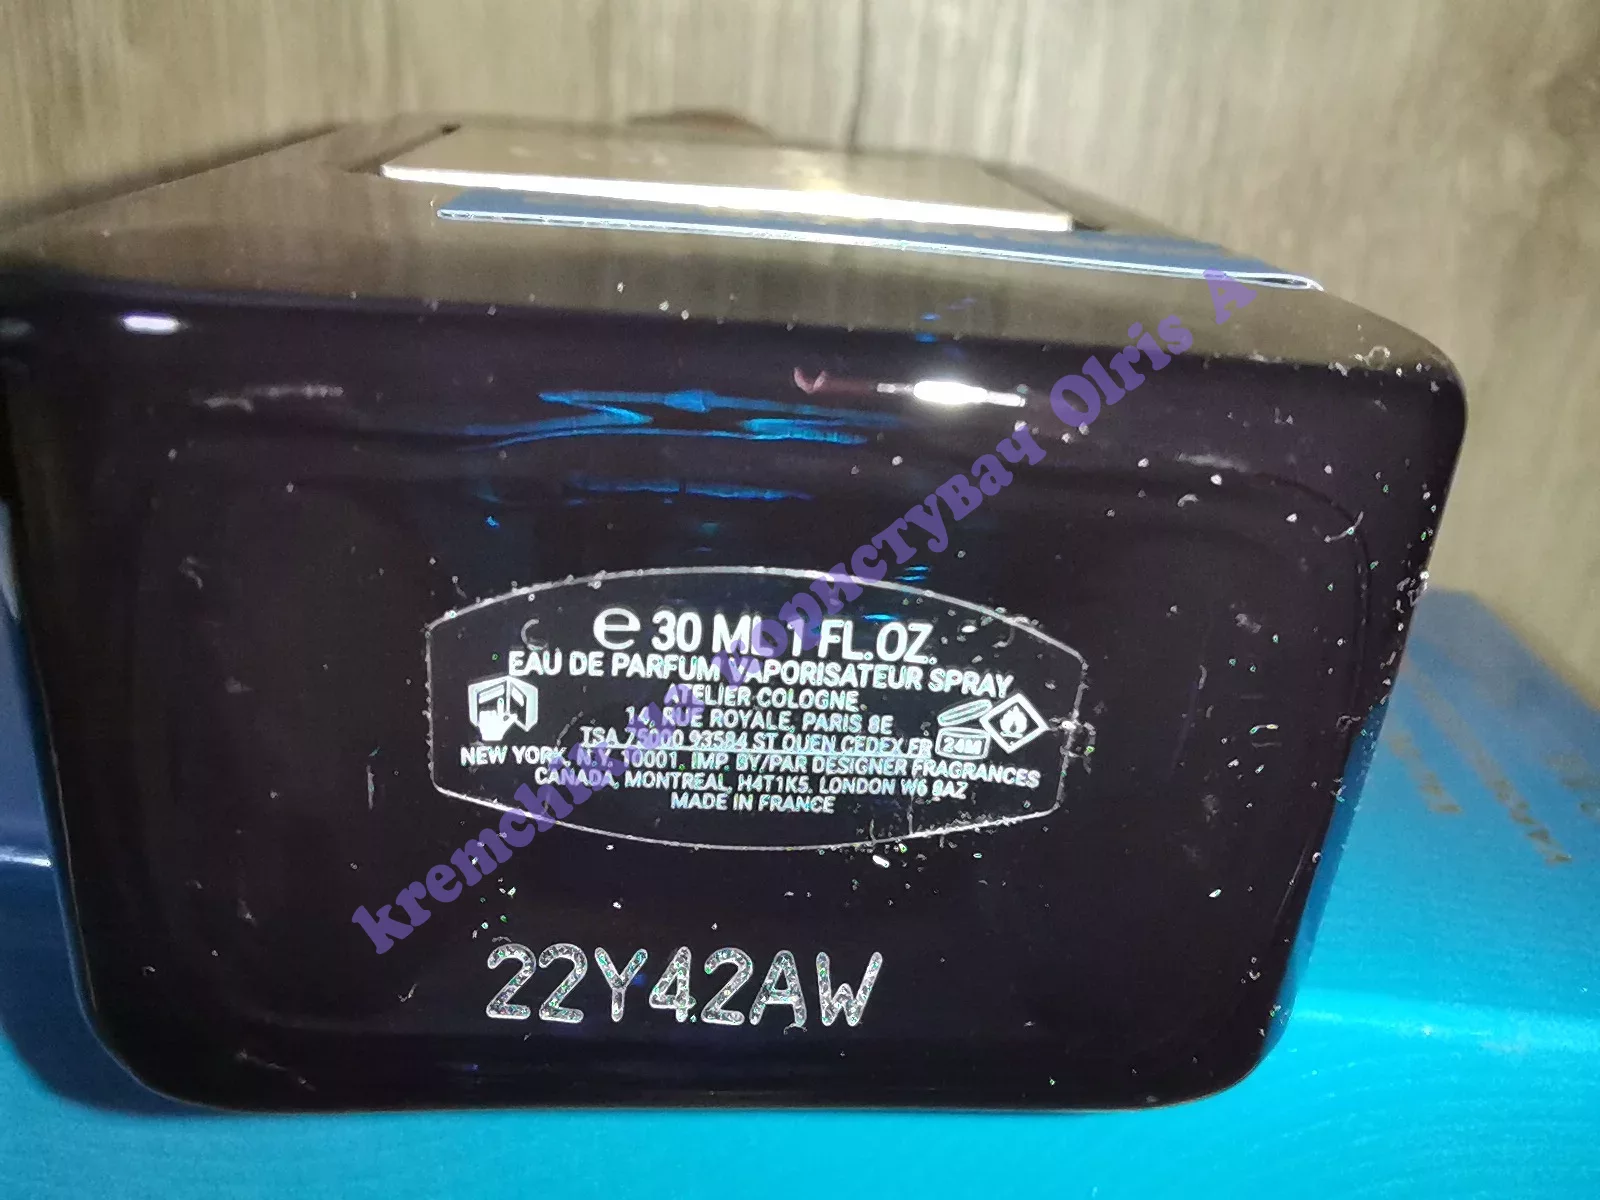 e 30 ML 1 FL.OZ.
EAU DE PARFUM VAPORISATEUR SPRAY
ATELIER COLOGNE
14, RUE ROYALE, PARIS 8E
TSA 75000 93584 ST OUEN CEDEX FR
24M
NEW YORK, N.Y. 10001. IMP. BY/PAR DESIGNER FRAGRANCES
CANADA, MONTREAL, H4T1K5. LONDON W6 8AZ
MADE IN FRANCE
22Y42AW
Olris A